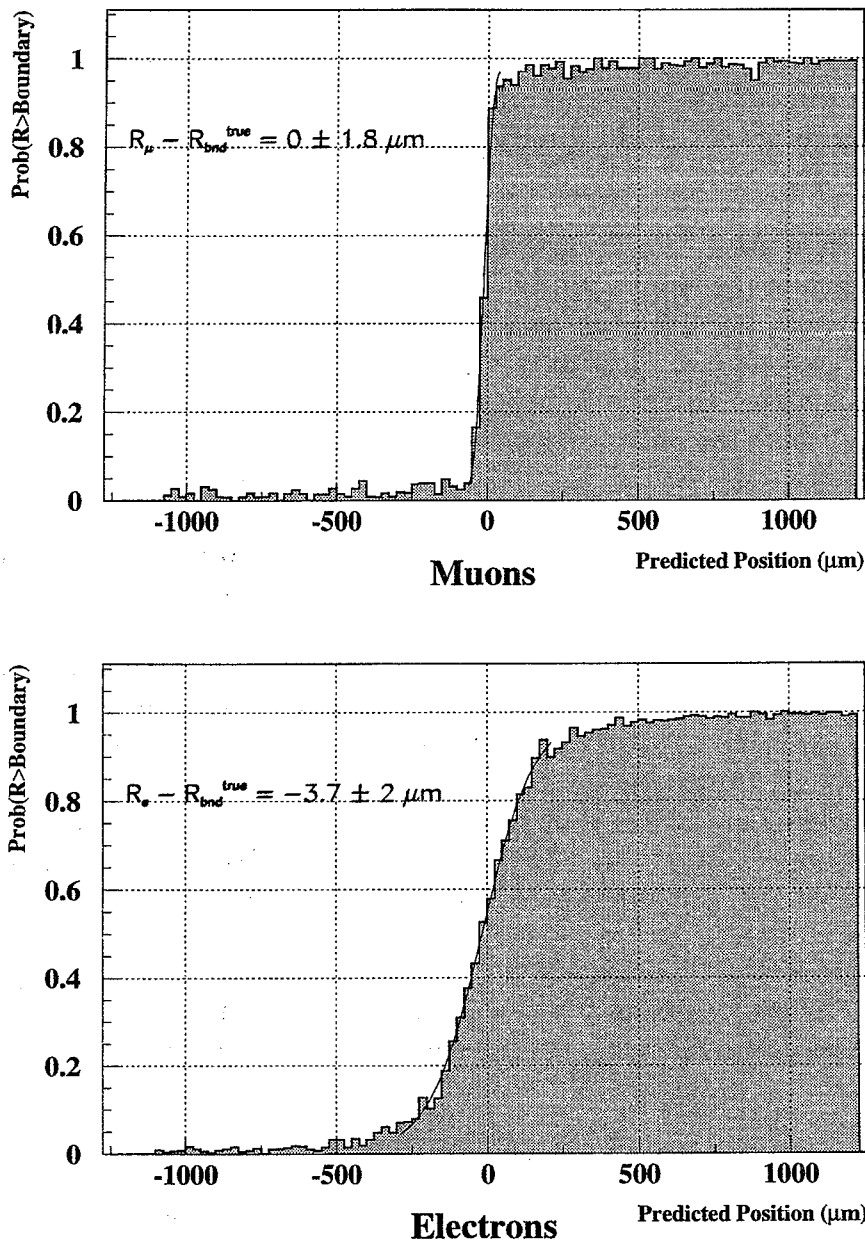 Prob(R>Boundary)
1
0.8
0.6
0.4
0.2
0
R_μ − R_bnd^true = 0 ± 1.8 μm
-1000 -500 0 500 1000
Muons
Predicted Position (μm)
Prob(R>Boundary)
1
0.8
0.6
0.4
0.2
0
R_e − R_bnd^true = −3.7 ± 2 μm
-1000 -500 0 500 1000
Electrons
Predicted Position (μm)